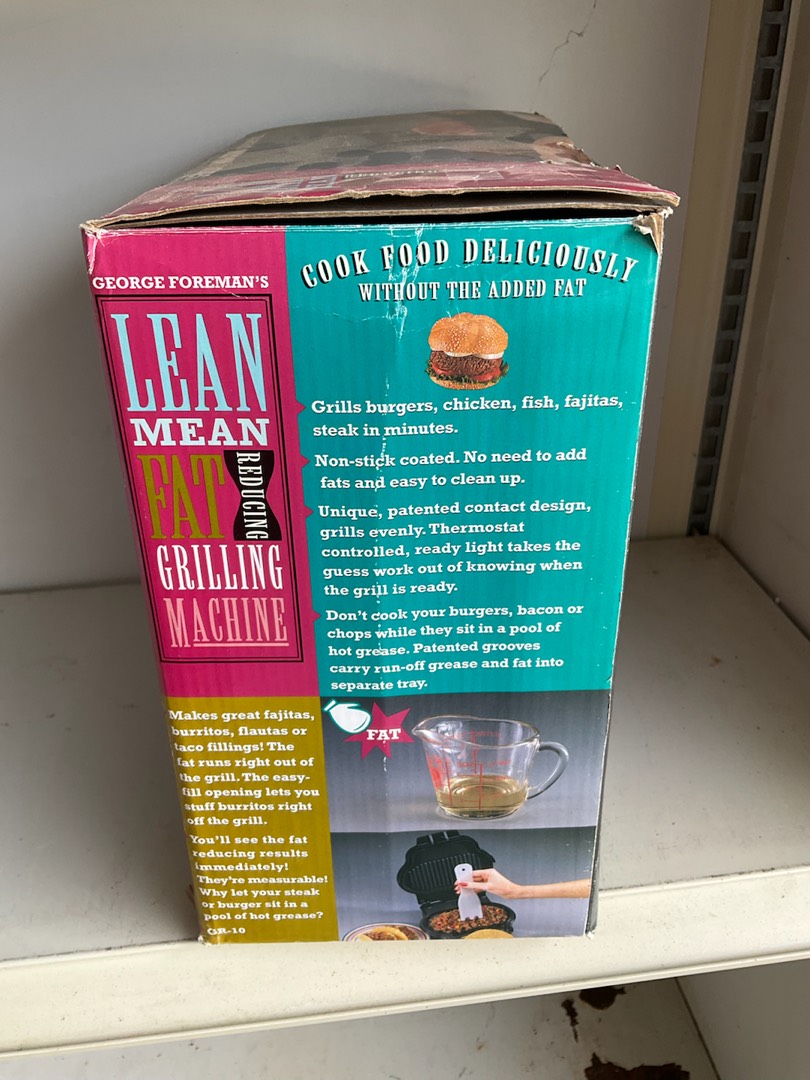 GEORGE FOREMAN'S
LEAN
MEAN
FAT
REDUCING
GRILLING
MACHINE
COOK FOOD DELICIOUSLY
WITHOUT THE ADDED FAT
Grills burgers, chicken, fish, fajitas,
steak in minutes.
Non-stick coated. No need to add
fats and easy to clean up.
Unique, patented contact design,
grills evenly. Thermostat
controlled, ready light takes the
guess work out of knowing when
the grill is ready.
Don't cook your burgers, bacon or
chops while they sit in a pool of
hot grease. Patented grooves
carry run-off grease and fat into
separate tray.
Makes great fajitas,
burritos, flautas or
taco fillings! The
fat runs right out of
the grill. The easy-
fill opening lets you
stuff burritos right
off the grill.
You'll see the fat
reducing results
immediately!
They're measurable!
Why let your steak
or burger sit in a
pool of hot grease?
GR-10
FAT